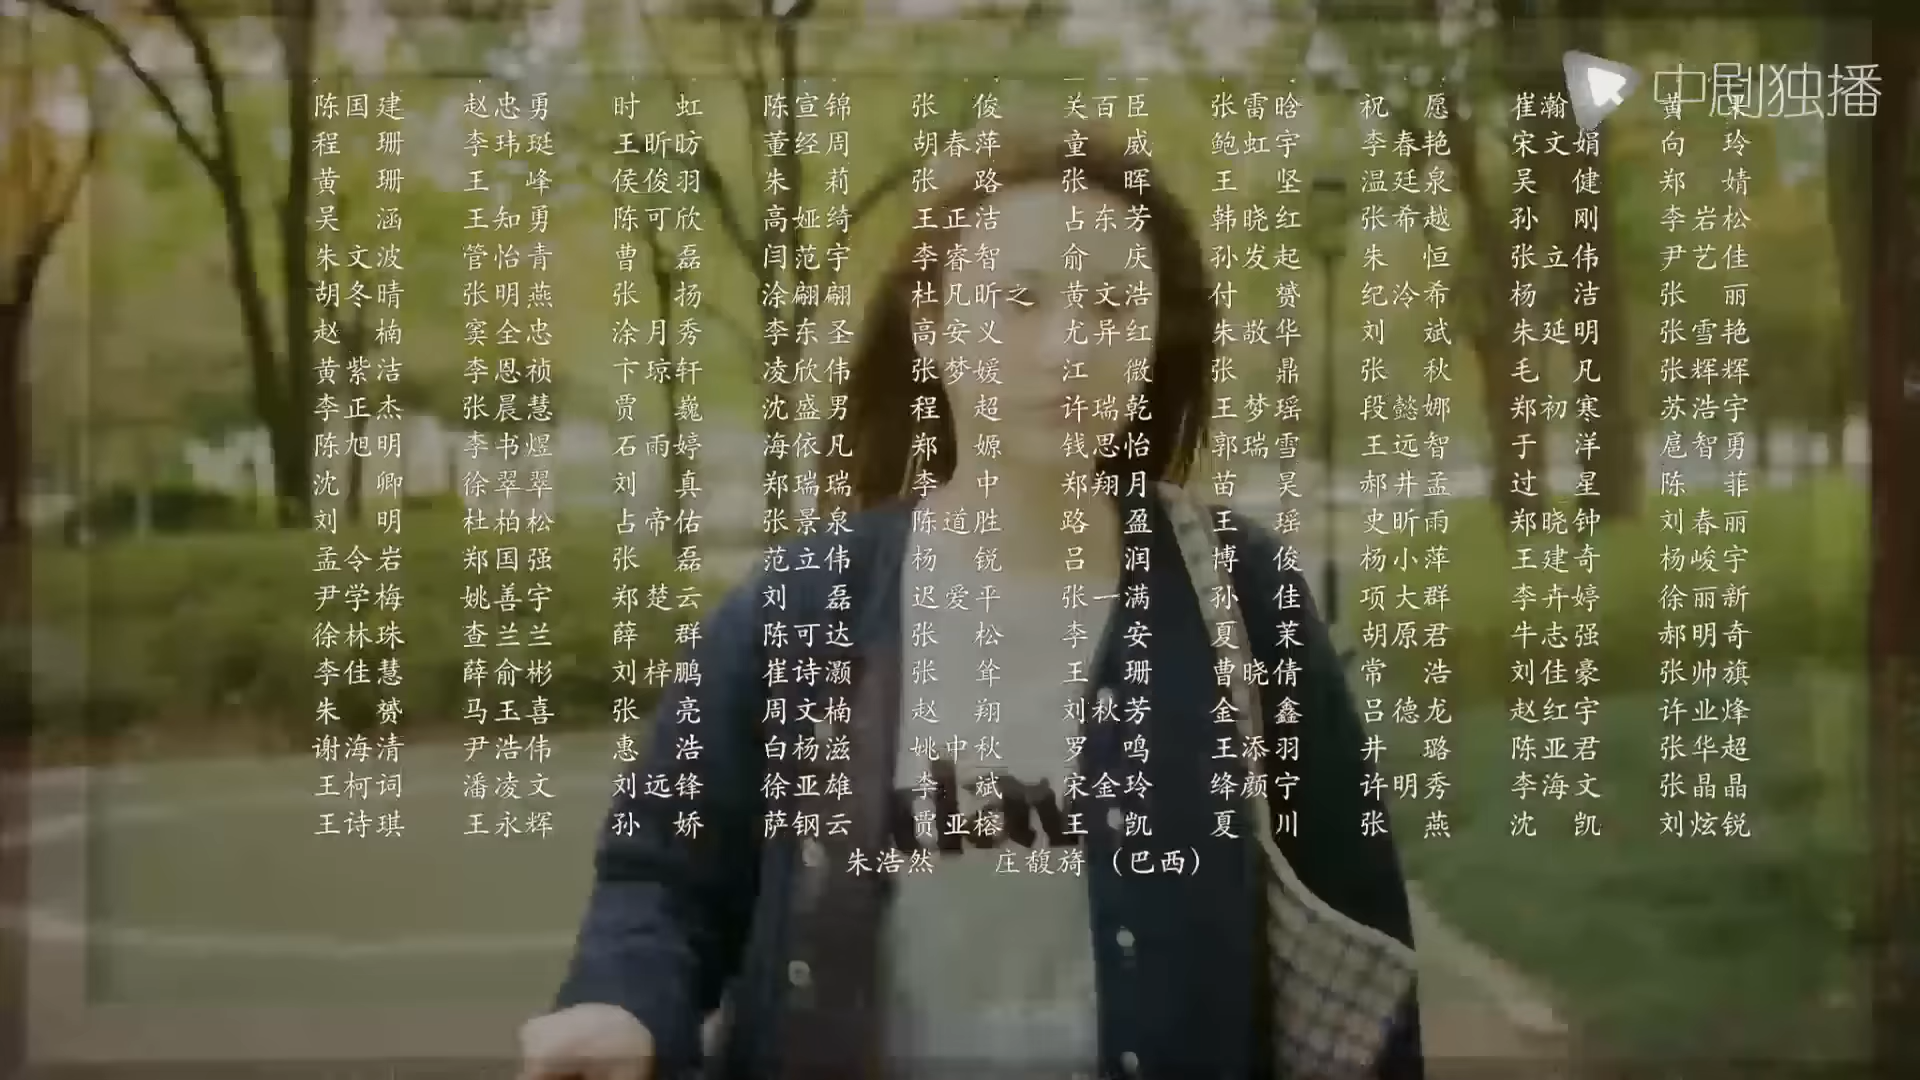 中剧独播
陈国建 赵忠勇 时虹 陈宣锦 张俊 关百臣 张雷晗 祝愿 崔瀚 黄果
程珊 李玮珽 王昕昉 董经周 胡春萍 童威 鲍虹宇 李春艳 宋文娟 向玲
黄珊 王峰 侯俊羽 朱莉 张路 张晖 王坚 温廷泉 吴健 郑婧
吴涵 王知勇 陈可欣 高娅绮 王正洁 占东芳 韩晓红 张希越 孙刚 李岩松
朱文波 管怡青 曹磊 闫范宇 李睿智 俞庆 孙发起 朱恒 张立伟 尹艺佳
胡冬晴 张明燕 张扬 涂翩翩 杜凡昕之 黄文浩 付赟 纪泠希 杨洁 张丽
赵楠 窦全忠 涂月秀 李东圣 高安义 尤异红 朱敬华 刘斌 朱延明 张雪艳
黄紫洁 李恩祯 卞琼轩 凌欣伟 张梦媛 江微 张鼎 张秋 毛凡 张辉辉
李正杰 张晨慧 贾巍 沈盛男 程超 许瑞乾 王梦瑶 段懿娜 郑初寒 苏浩宇
陈旭明 李书煜 石雨婷 海依凡 郑嫄 钱思怡 郭瑞雪 王远智 于洋 扈智勇
沈卿 徐翠翠 刘真 郑瑞瑞 李中 郑翔月 苗昊 郝井孟 过星 陈菲
刘明 杜柏松 占帝佑 张景泉 陈道胜 路盈 王瑶 史昕雨 郑晓钟 刘春丽
孟令岩 郑国强 张磊 范立伟 杨锐 吕润 博俊 杨小萍 王建奇 杨峻宇
尹学梅 姚善宇 郑楚云 刘磊 迟爱平 张一满 孙佳 项大群 李卉婷 徐丽新
徐林珠 查兰兰 薛群 陈可达 张松 李安 夏茉 胡原君 牛志强 郝明奇
李佳慧 薛俞彬 刘梓鹏 崔诗灏 张耸 王珊 曹晓倩 常浩 刘佳豪 张帅旗
朱赟 马玉喜 张亮 周文楠 赵翔 刘秋芳 金鑫 吕德龙 赵红宇 许业烽
谢海清 尹浩伟 惠浩 白杨滋 姚中秋 罗鸣 王添羽 井璐 陈亚君 张华超
王柯词 潘凌文 刘远锋 徐亚雄 李斌 宋金玲 绛颜宁 许明秀 李海文 张晶晶
王诗琪 王永辉 孙娇 萨钢云 贾亚榕 王凯 夏川 张燕 沈凯 刘炫锐
朱浩然 庄馥旖（巴西）